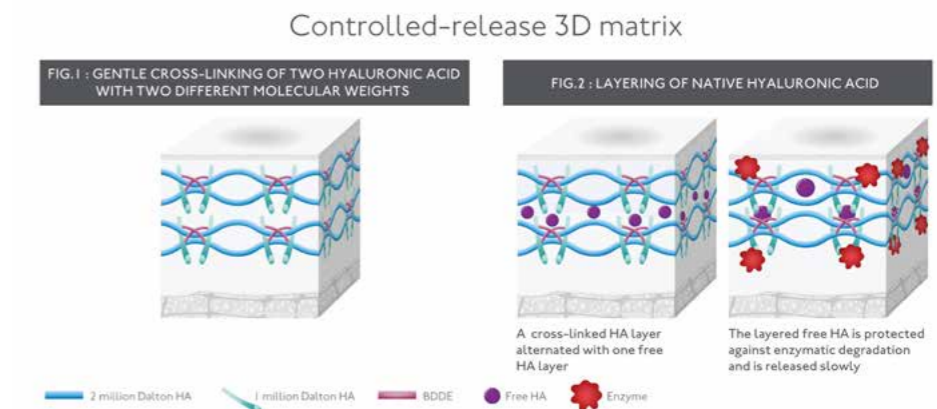 Controlled-release 3D matrix
FIG.1 : GENTLE CROSS-LINKING OF TWO HYALURONIC ACID
WITH TWO DIFFERENT MOLECULAR WEIGHTS
FIG.2 : LAYERING OF NATIVE HYALURONIC ACID
A cross-linked HA layer
alternated with one free
HA layer
The layered free HA is protected
against enzymatic degradation
and is released slowly
2 million Dalton HA
1 million Dalton HA
BDDE
Free HA
Enzyme